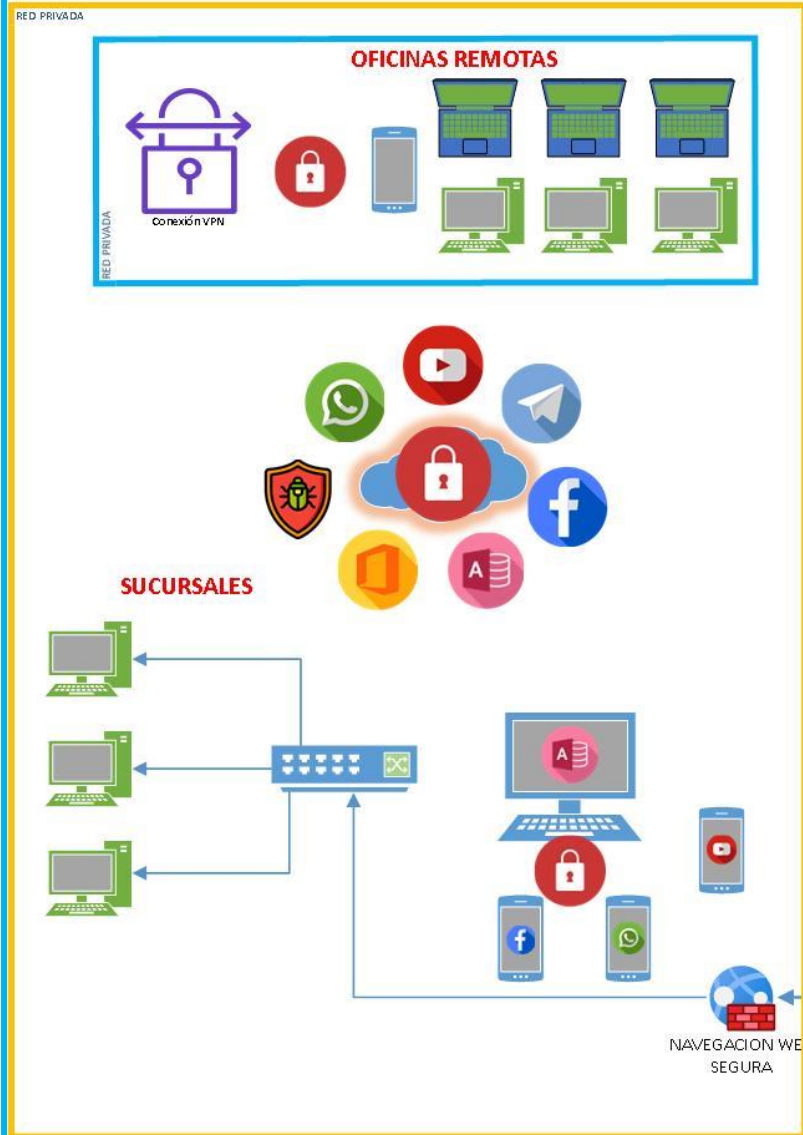 RED PRIVADA
OFICINAS REMOTAS
Conexión VPN
RED PRIVADA
SUCURSALES
A
A
NAVEGACION WE
SEGURA